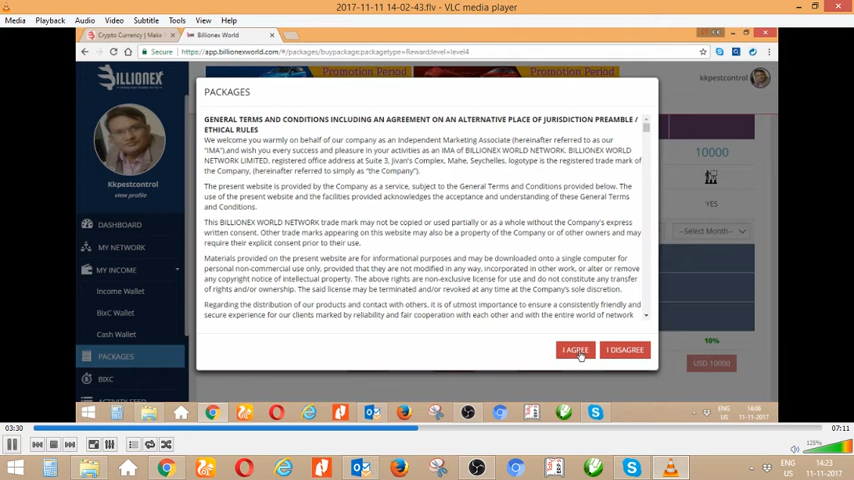 2017-11-11 14-02-43.flv - VLC media player
Media Playback Audio Video Subtitle Tools View Help
Crypto Currency | Make Billionex World
Secure https://app.billionexworld.com/#/packages/buypackage;packagetype=Reward;level=level4
BILLIONEX
Promotion Period Promotion Period
kkpestcontrol
PACKAGES
GENERAL TERMS AND CONDITIONS INCLUDING AN AGREEMENT ON AN ALTERNATIVE PLACE OF JURISDICTION PREAMBLE /
ETHICAL RULES
We welcome you warmly on behalf of our company as an Independent Marketing Associate (hereinafter referred to as our
"IMA").and wish you every success and pleasure in your activities as an IMA of BILLIONEX WORLD NETWORK. BILLIONEX WORLD
NETWORK LIMITED, registered office address at Suite 3, Jivan's Complex, Mahe, Seychelles, logotype is the registered trade mark of
the Company, (hereinafter referred to simply as "the Company").
The present website is provided by the Company as a service, subject to the General Terms and Conditions provided below. The
use of the present website and the facilities provided acknowledges the acceptance and understanding of these General Terms
and Conditions.
This BILLIONEX WORLD NETWORK trade mark may not be copied or used partially or as a whole without the Company's express
written consent. Other trade marks appearing on this website may also be a property of the Company or of other owners and may
require their explicit consent prior to their use.
Materials provided on the present website are for informational purposes and may be downloaded onto a single computer for
personal non-commercial use only, provided that they are not modified in any way, incorporated in other work, or alter or remove
any copyright notice of intellectual property. The above rights are non-exclusive license for use and do not constitute any transfer
of rights and/or ownership. The said license may be terminated and/or revoked at any time at the Company's sole discretion.
Regarding the distribution of our products and contact with others, it is of utmost importance to ensure a consistently friendly and
secure experience for our clients marked by reliability and fair cooperation with each other and with the entire world of network
I AGREE I DISAGREE
10000
YES
--Select Month--
10%
USD 10000
Kkpestcontrol
view profile
DASHBOARD
MY NETWORK
MY INCOME
Income Wallet
BixC Wallet
Cash Wallet
PACKAGES
BIXC
ACTIVITY REPORT
ENG
US
14:06
11-11-2017
03:30
07:11
125%
ENG
US
14:23
11-11-2017